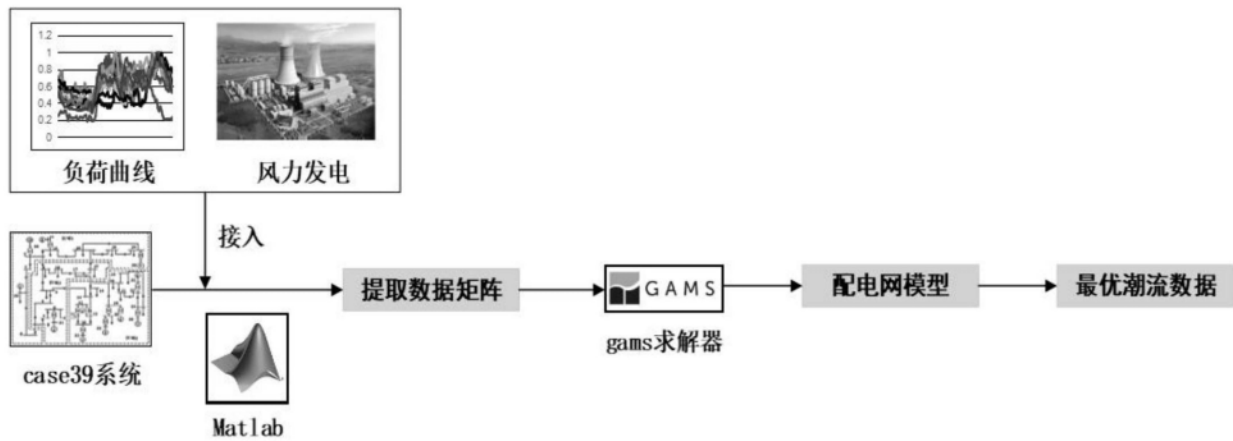 1.2
1
0.8
0.6
0.4
0.2
0
负荷曲线
风力发电
接入
case39系统
Matlab
提取数据矩阵
GAMS
gams求解器
配电网模型
最优潮流数据